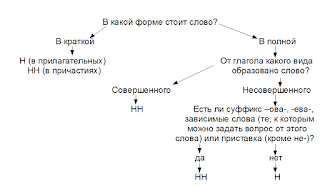 В какой форме стоит слово?
В краткой
В полной
Н (в прилагательных)
НН (в причастиях)
От глагола какого вида
образовано слово?
Совершенного
Несовершенного
НН
Есть ли суффикс –ова-, -ева-,
зависимые слова (те, к которым
можно задать вопрос от этого
слова) или приставка (кроме не-)?
да
нет
НН
Н